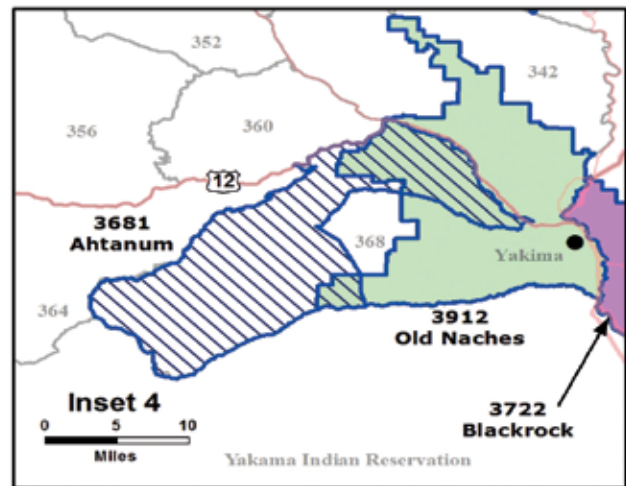 352
342
356
360
12
3681
Ahtanum
368
Yakima
364
3912
Old Naches
Inset 4
0 5 10
Miles
3722
Blackrock
Yakama Indian Reservation